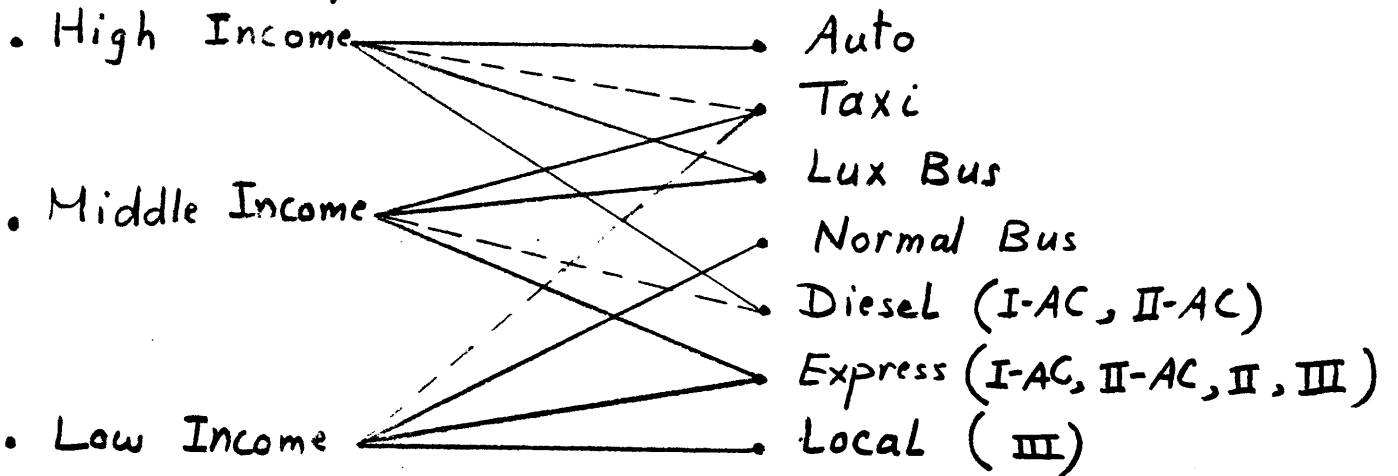 . High Income
Auto
Taxi
Lux Bus
. Middle Income
Normal Bus
Diesel (I-AC, II-AC)
Express (I-AC, II-AC, II, III)
. Low Income
Local (III)